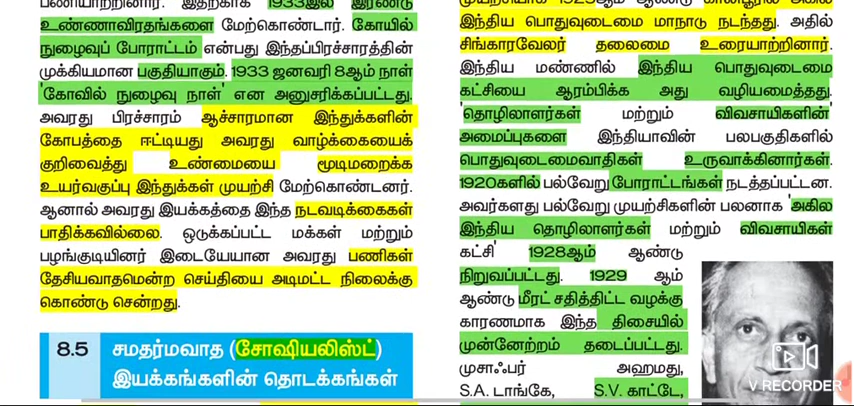 பணியாற்றினார். இதற்காக 1933இல் இரண்டு
உண்ணாவிரதங்களை மேற்கொண்டார். கோயில்
நுழைவுப் போராட்டம் என்பது இந்தப்பிரச்சாரத்தின்
முக்கியமான பகுதியாகும். 1933 ஜனவரி 8ஆம் நாள்
'கோவில் நுழைவு நாள்' என அனுசரிக்கப்பட்டது.
அவரது பிரச்சாரம் ஆச்சாரமான இந்துக்களின்
கோபத்தை ஈட்டியது அவரது வாழ்க்கையைக்
குறிவைத்து உண்மையை மூடிமறைக்க
உயர்வகுப்பு இந்துக்கள் முயற்சி மேற்கொண்டனர்.
ஆனால் அவரது இயக்கத்தை இந்த நடவடிக்கைகள்
பாதிக்கவில்லை. ஒடுக்கப்பட்ட மக்கள் மற்றும்
பழங்குடியினர் இடையேயான அவரது பணிகள்
தேசியவாதமென்ற செய்தியை அடிமட்ட நிலைக்கு
கொண்டு சென்றது.
8.5 சமதர்மவாத (சோஷியலிஸ்ட்)
இயக்கங்களின் தொடக்கங்கள்
முயற்சியாக 1925ஆம் ஆண்டு கான்பூரில் அகில
இந்திய பொதுவுடைமை மாநாடு நடந்தது. அதில்
சிங்காரவேலர் தலைமை உரையாற்றினார்.
இந்திய மண்ணில் இந்திய பொதுவுடைமை
கட்சியை ஆரம்பிக்க அது வழியமைத்தது.
'தொழிலாளர்கள் மற்றும் விவசாயிகளின்'
அமைப்புகளை இந்தியாவின் பலபகுதிகளில்
பொதுவுடைமைவாதிகள் உருவாக்கினார்கள்.
1920களில் பல்வேறு போராட்டங்கள் நடத்தப்பட்டன.
அவர்களது பல்வேறு முயற்சிகளின் பலனாக 'அகில
இந்திய தொழிலாளர்கள் மற்றும் விவசாயிகள்
கட்சி' 1928ஆம் ஆண்டு
நிறுவப்பட்டது. 1929 ஆம்
ஆண்டு மீரட் சதித்திட்ட வழக்கு
காரணமாக இந்த திசையில்
முன்னேற்றம் தடைப்பட்டது.
முசாஃபர் அஹமது,
S.A. டாங்கே, S.V. காட்டே,
V RECORDER